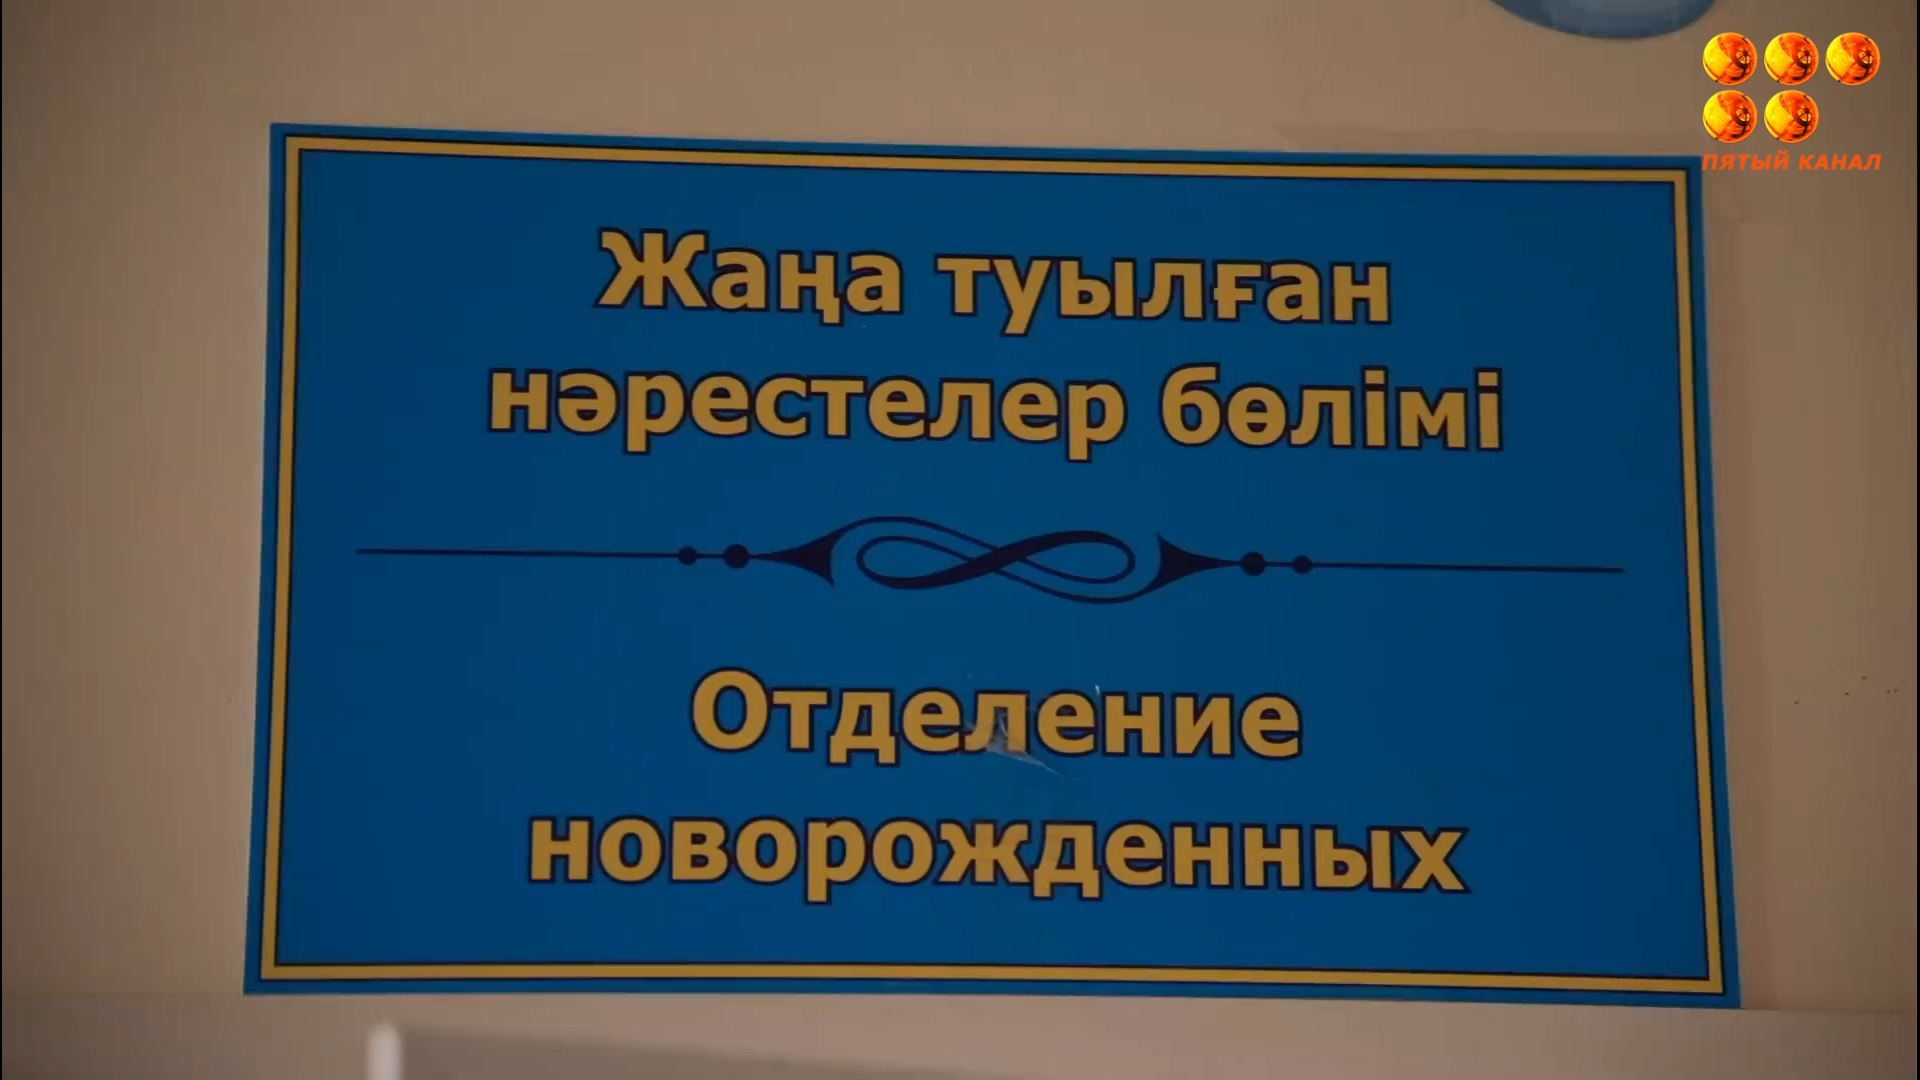 ПЯТЫЙ КАНАЛ
Жаңа туылған
нәрестелер бөлімі
Отделение
новорожденных